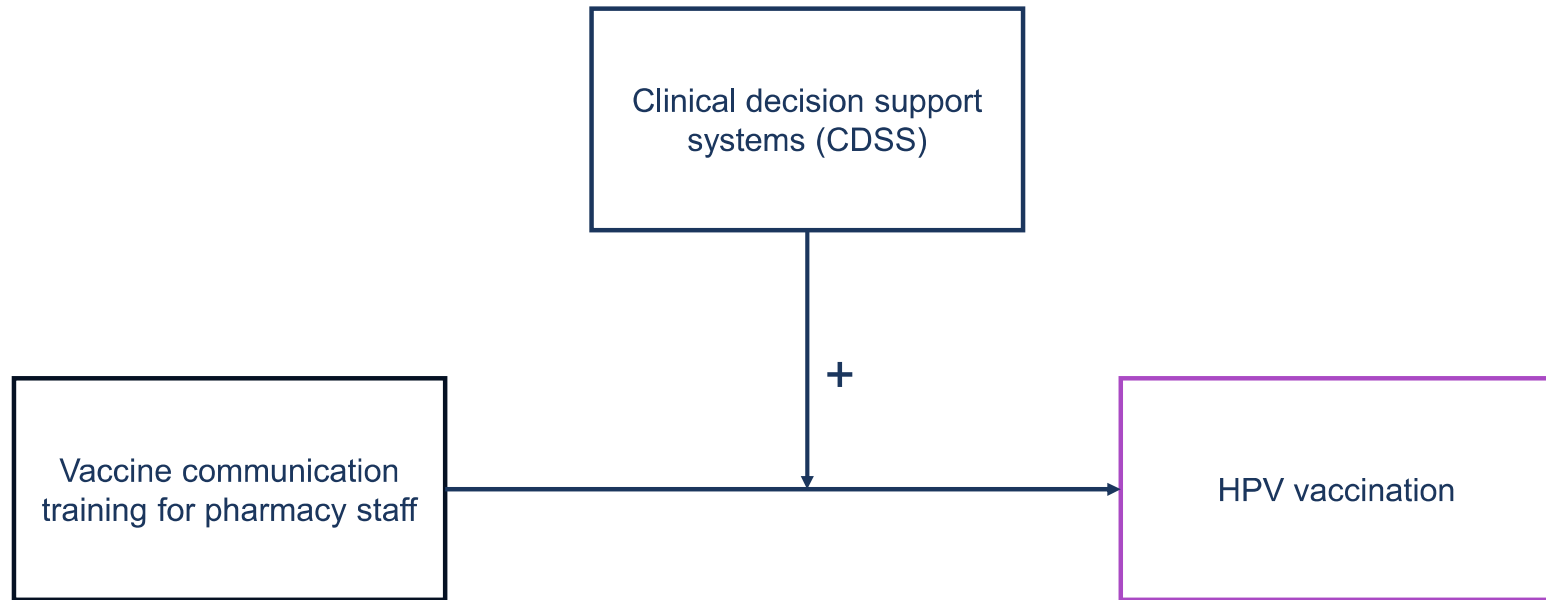 Clinical decision support
systems (CDSS)
+
Vaccine communication
training for pharmacy staff
HPV vaccination